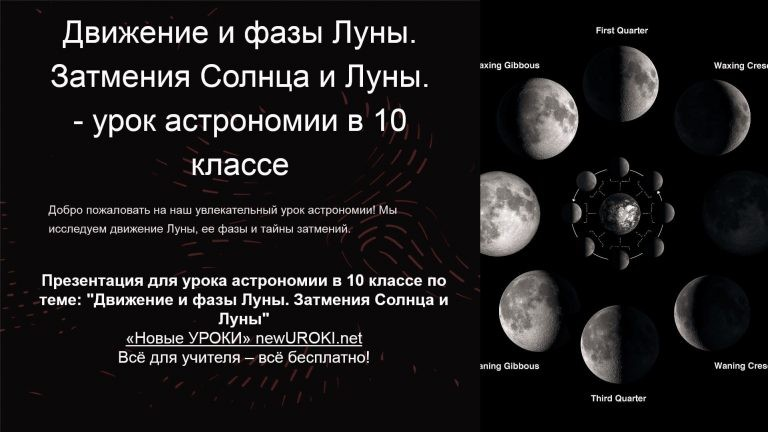 Движение и фазы Луны.
Затмения Солнца и Луны.
- урок астрономии в 10
классе
Добро пожаловать на наш увлекательный урок астрономии! Мы
исследуем движение Луны, ее фазы и тайны затмений.
Презентация для урока астрономии в 10 классе по
теме: "Движение и фазы Луны. Затмения Солнца и
Луны"
«Новые УРОКИ» newUROKI.net
Всё для учителя – всё бесплатно!
First Quarter
axing Gibbous
Waxing Cresc
aning Gibbous
Waning Cresc
Third Quarter